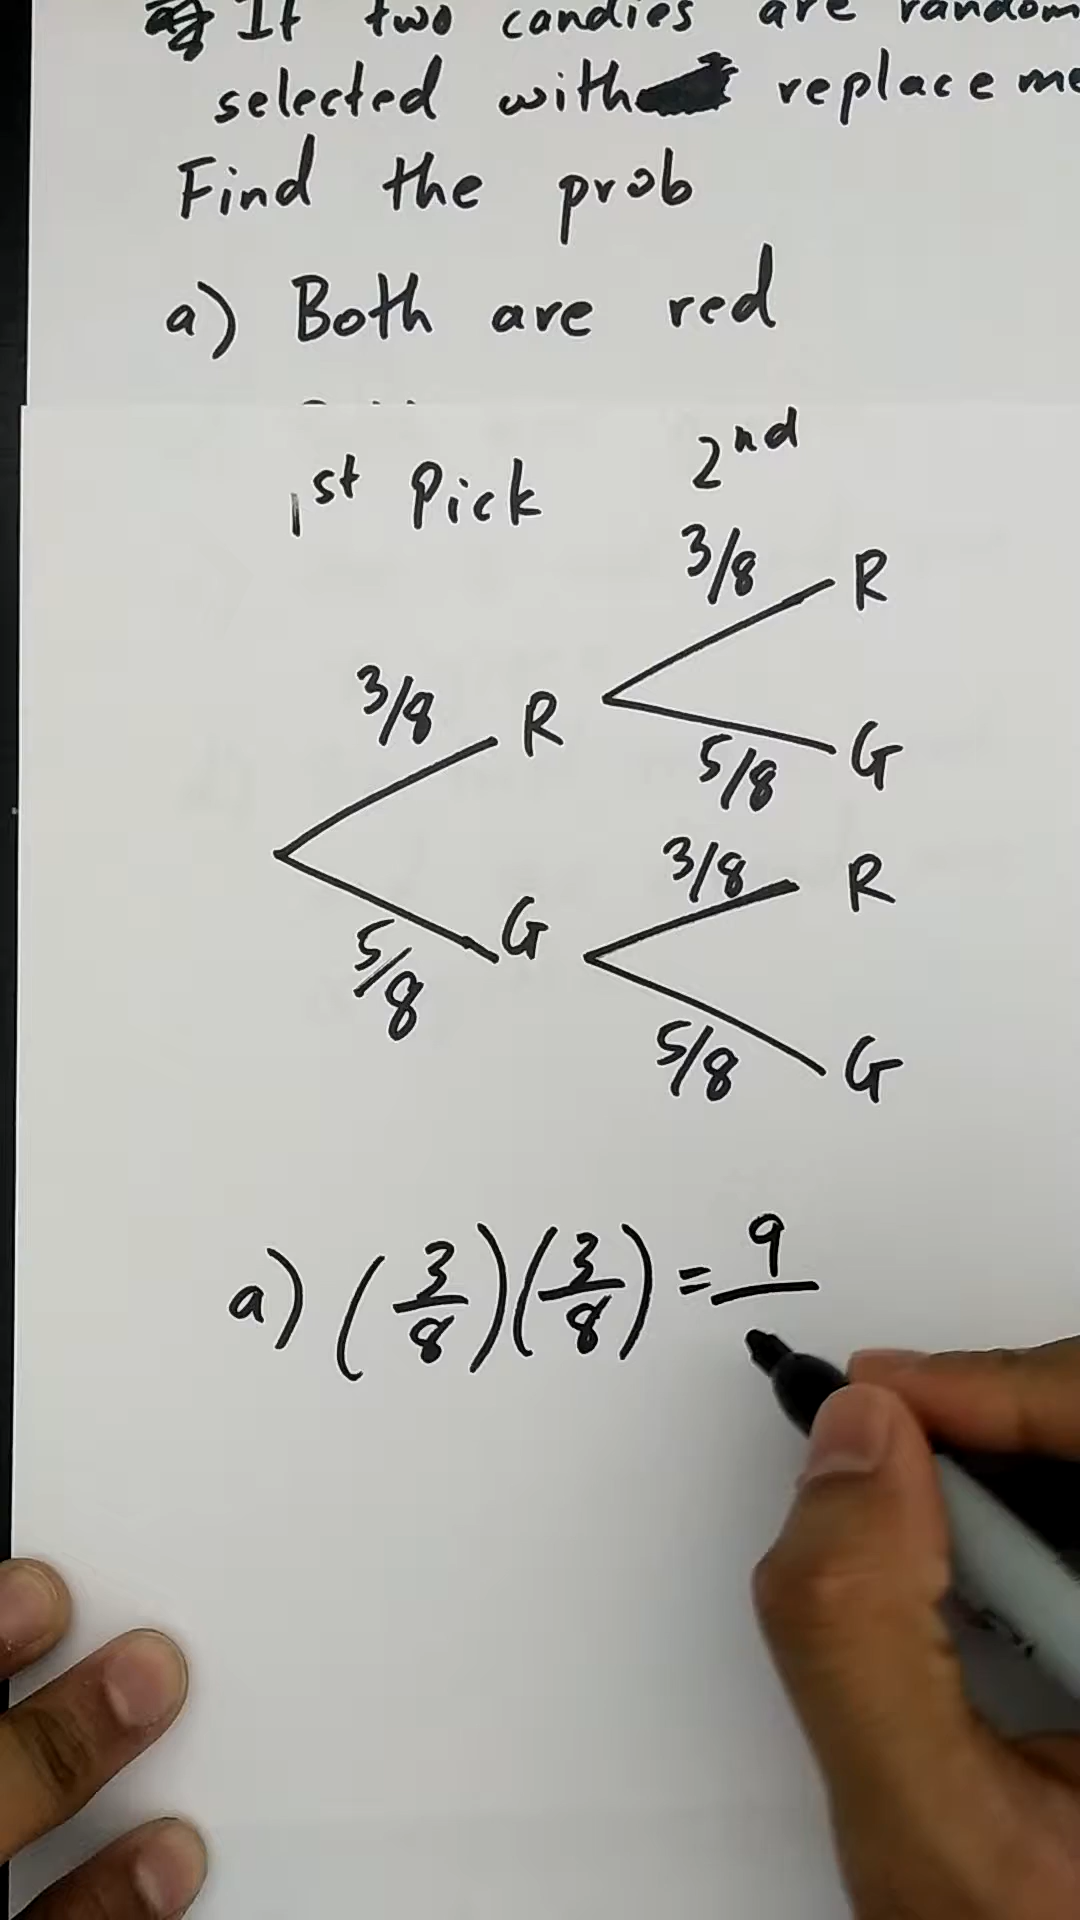 If two candies are random
selected with replaceme
Find the prob
a) Both are red
1st Pick 2nd
3/8 R
3/8 R
5/8 G
3/8 R
5/8 G
5/8 G
a) (3/8)(3/8) = 9